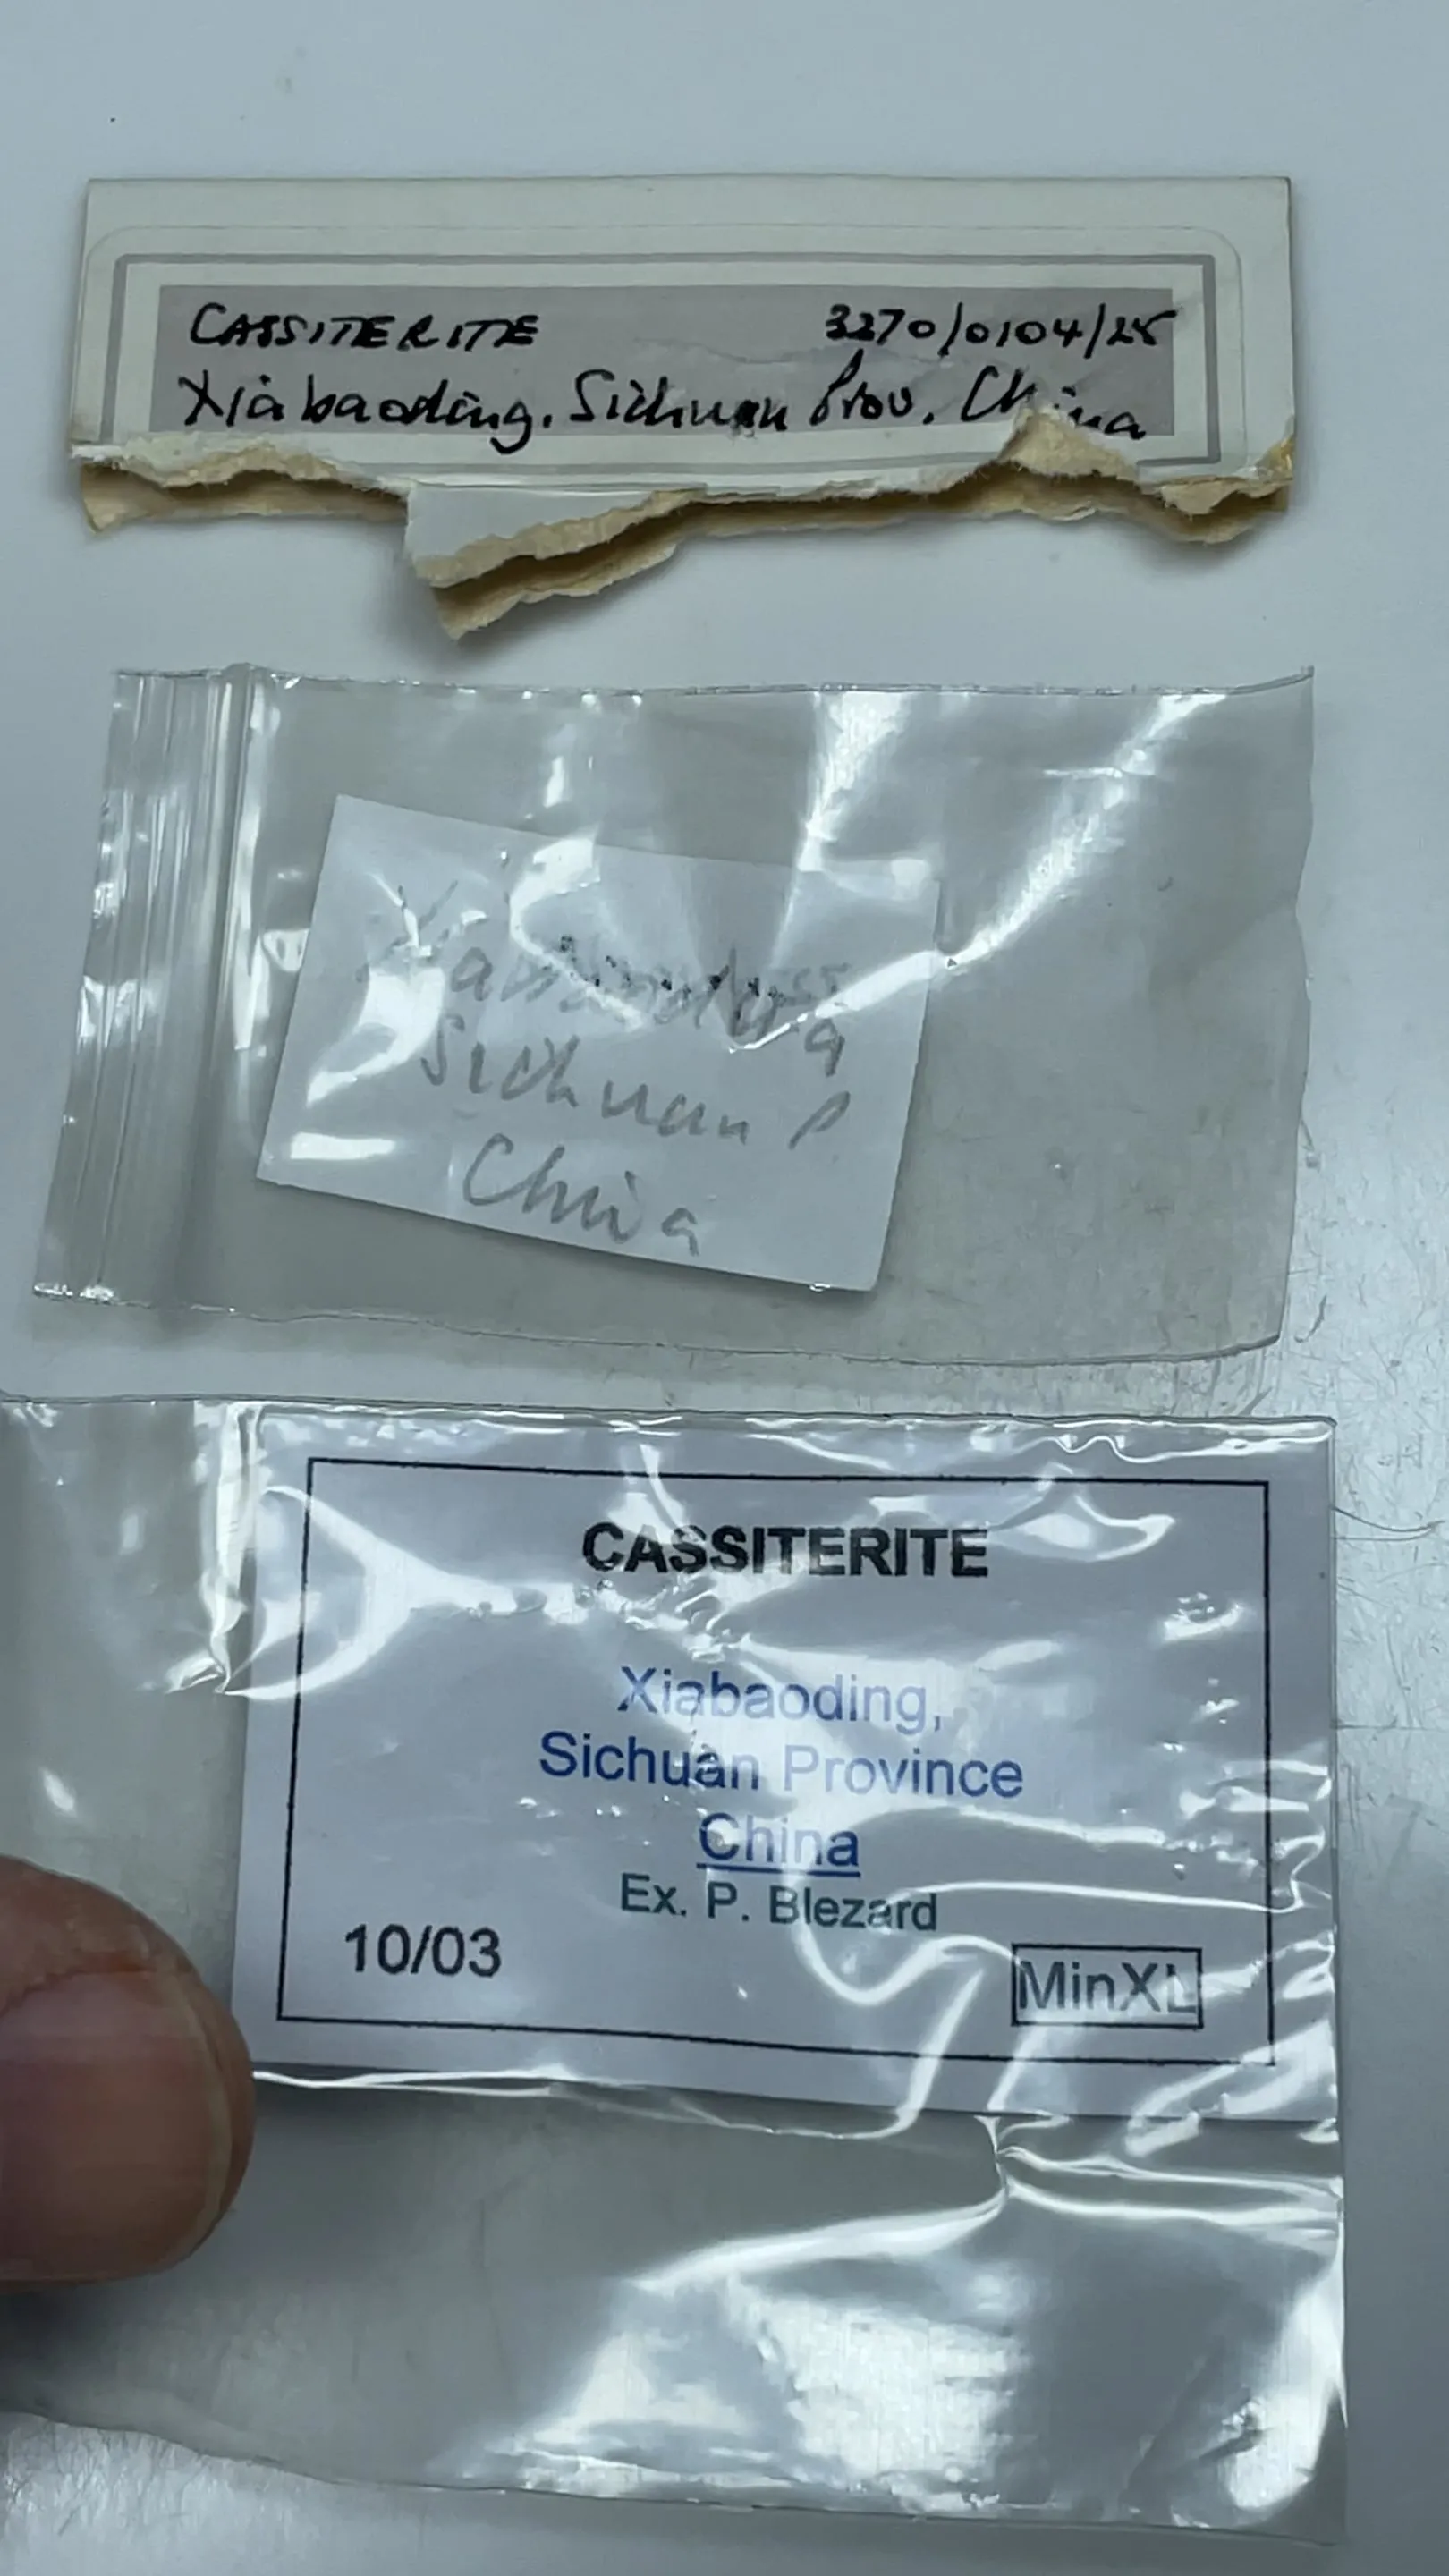 CASSITERITE 3270/0104/25
Xiabaoding. Sichuan Prov. China
Sichuan P
China
CASSITERITE
Xiabaoding,
Sichuan Province
China
Ex. P. Blezard
10/03 MinXL